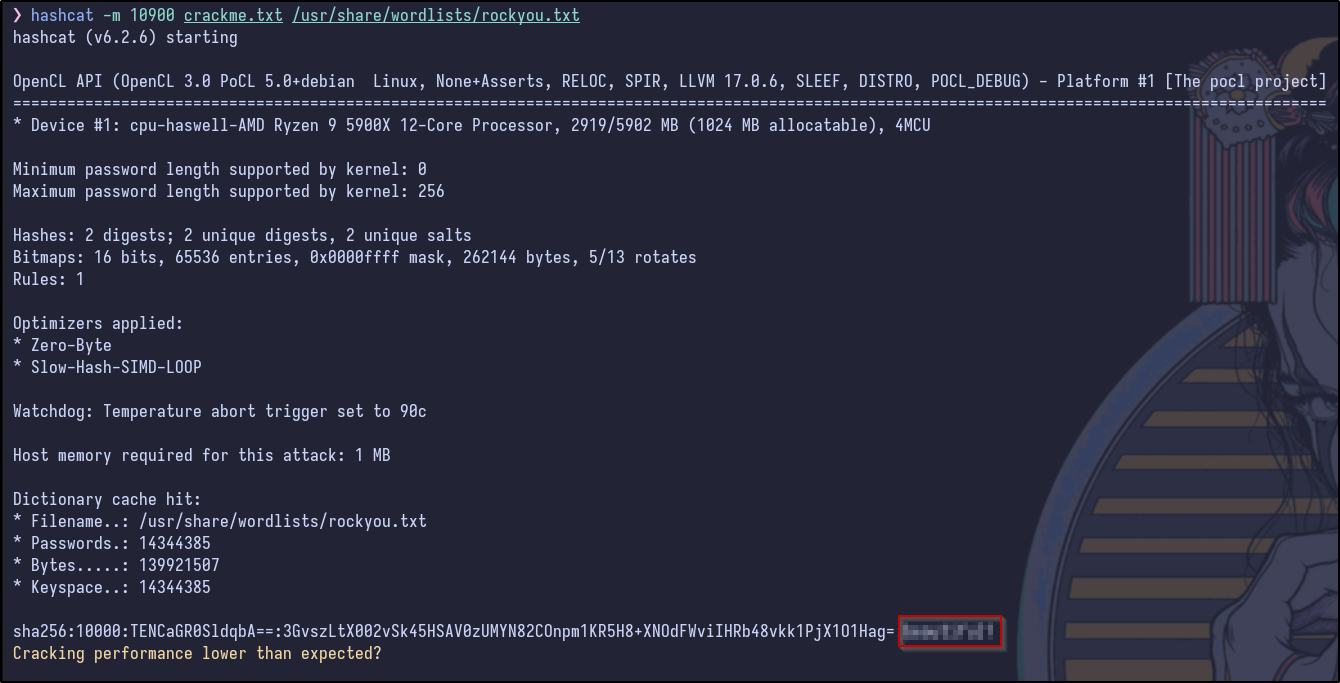 ❯ hashcat -m 10900 crackme.txt /usr/share/wordlists/rockyou.txt
hashcat (v6.2.6) starting
OpenCL API (OpenCL 3.0 PoCL 5.0+debian  Linux, None+Asserts, RELOC, SPIR, LLVM 17.0.6, SLEEF, DISTRO, POCL_DEBUG) - Platform #1 [The pocl project]
====================================================================================================================================================
* Device #1: cpu-haswell-AMD Ryzen 9 5900X 12-Core Processor, 2919/5902 MB (1024 MB allocatable), 4MCU
Minimum password length supported by kernel: 0
Maximum password length supported by kernel: 256
Hashes: 2 digests; 2 unique digests, 2 unique salts
Bitmaps: 16 bits, 65536 entries, 0x0000ffff mask, 262144 bytes, 5/13 rotates
Rules: 1
Optimizers applied:
* Zero-Byte
* Slow-Hash-SIMD-LOOP
Watchdog: Temperature abort trigger set to 90c
Host memory required for this attack: 1 MB
Dictionary cache hit:
* Filename..: /usr/share/wordlists/rockyou.txt
* Passwords.: 14344385
* Bytes.....: 139921507
* Keyspace..: 14344385
sha256:10000:TENCaGR0SldqbA==:3GvszLtX002vSk45HSAV0zUMYN82COnpm1KR5H8+XNOdFWviIHRb48vkk1PjX1O1Hag=
Cracking performance lower than expected?